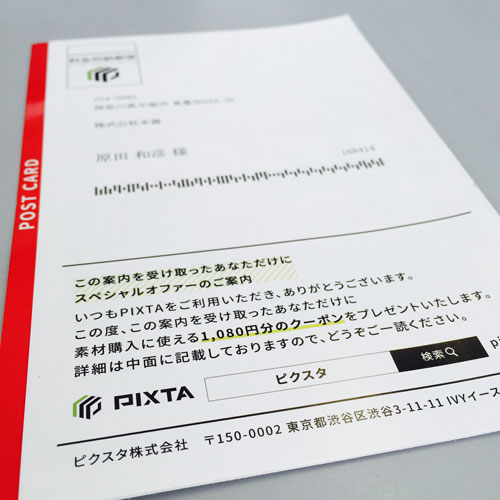 POST CARD
料金別納郵便
原田 和彦 様
168414
この案内を受け取ったあなただけに
スペシャルオファーのご案内
いつもPIXTAをご利用いただき、ありがとうございます。
この度、この案内を受け取ったあなただけに
素材購入に使える1,080円分のクーポンをプレゼントいたします。
詳細は中面に記載しておりますので、どうぞご一読ください。
PIXTA
ピクスタ
検索
ピクスタ株式会社 〒150-0002 東京都渋谷区渋谷3-11-11 IVYイース